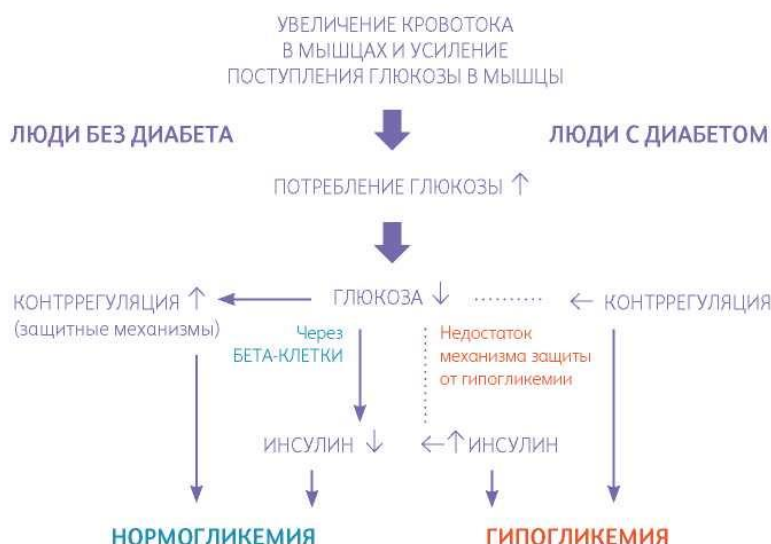 УВЕЛИЧЕНИЕ КРОВОТОКА
В МЫШЦАХ И УСИЛЕНИЕ
ПОСТУПЛЕНИЯ ГЛЮКОЗЫ В МЫШЦЫ
ЛЮДИ БЕЗ ДИАБЕТА
ЛЮДИ С ДИАБЕТОМ
ПОТРЕБЛЕНИЕ ГЛЮКОЗЫ ↑
КОНТРРЕГУЛЯЦИЯ ↑
(защитные механизмы)
ГЛЮКОЗА ↓
← КОНТРРЕГУЛЯЦИЯ
Через
БЕТА-КЛЕТКИ
Недостаток
механизма защиты
от гипогликемии
ИНСУЛИН ↓
←↑ИНСУЛИН
НОРМОГЛИКЕМИЯ
ГИПОГЛИКЕМИЯ